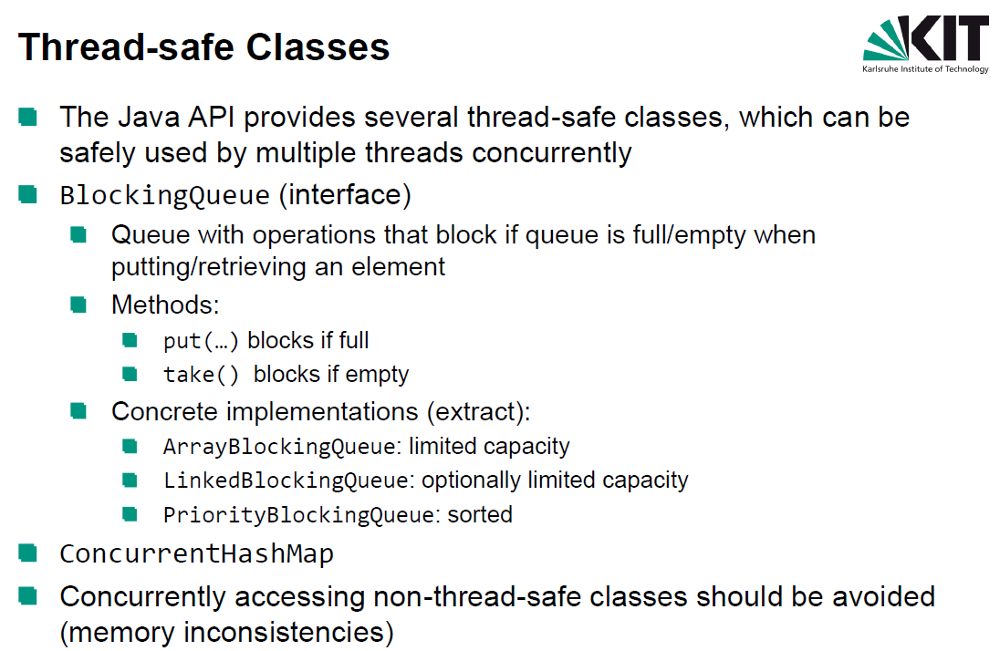 Thread-safe Classes
KIT
Karlsruhe Institute of Technology
The Java API provides several thread-safe classes, which can be
safely used by multiple threads concurrently
BlockingQueue (interface)
Queue with operations that block if queue is full/empty when
putting/retrieving an element
Methods:
put(…) blocks if full
take() blocks if empty
Concrete implementations (extract):
ArrayBlockingQueue: limited capacity
LinkedBlockingQueue: optionally limited capacity
PriorityBlockingQueue: sorted
ConcurrentHashMap
Concurrently accessing non-thread-safe classes should be avoided
(memory inconsistencies)